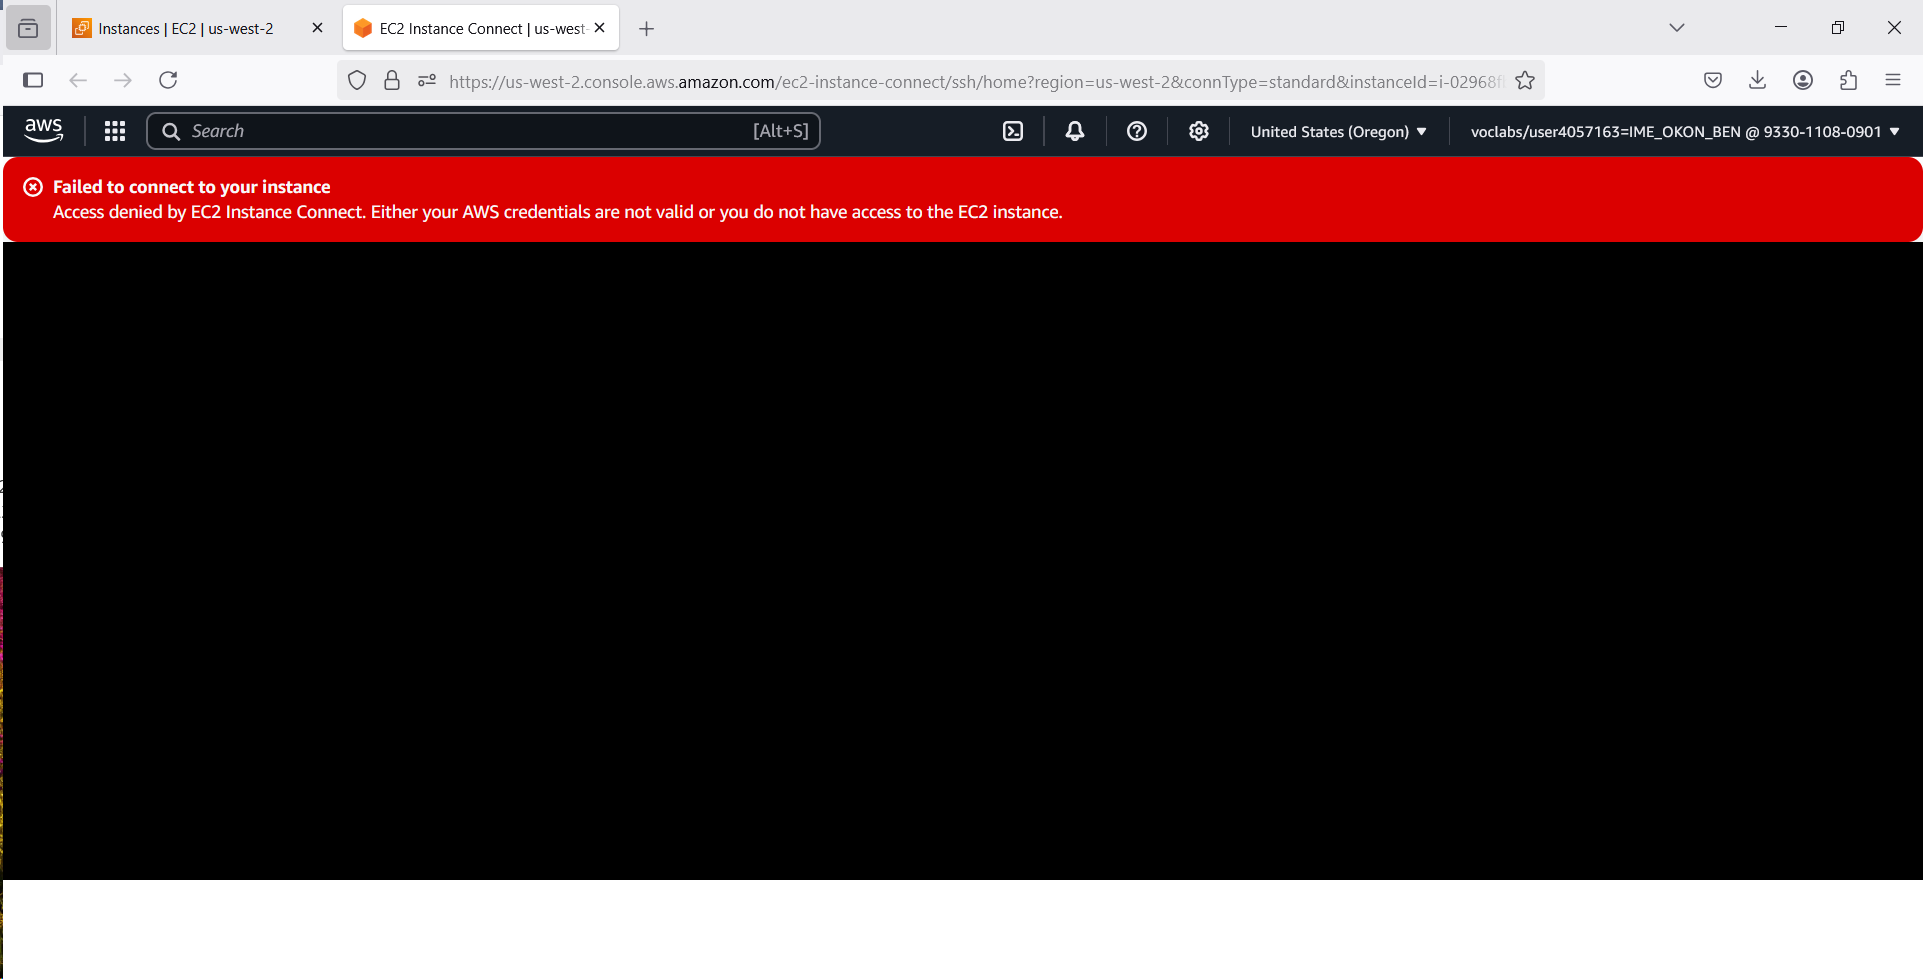 Instances | EC2 | us-west-2
EC2 Instance Connect | us-west-
https://us-west-2.console.aws.amazon.com/ec2-instance-connect/ssh/home?region=us-west-2&connType=standard&instanceId=i-02968f
aws
Search
[Alt+S]
United States (Oregon)
voclabs/user4057163=IME_OKON_BEN @ 9330-1108-0901
Failed to connect to your instance
Access denied by EC2 Instance Connect. Either your AWS credentials are not valid or you do not have access to the EC2 instance.